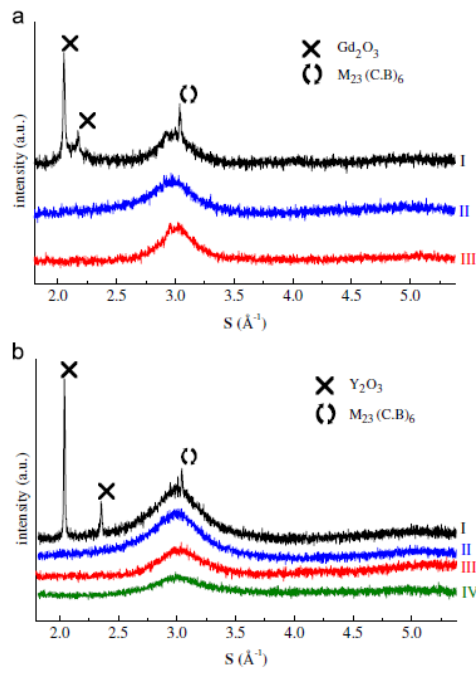 a
Gd₂O₃
M₂₃(C.B)₆
intensity (a.u.)
I
II
III
2.0 2.5 3.0 3.5 4.0 4.5 5.0
S (Å⁻¹)
b
Y₂O₃
M₂₃(C.B)₆
intensity (a.u.)
I
II
III
IV
2.0 2.5 3.0 3.5 4.0 4.5 5.0
S (Å⁻¹)